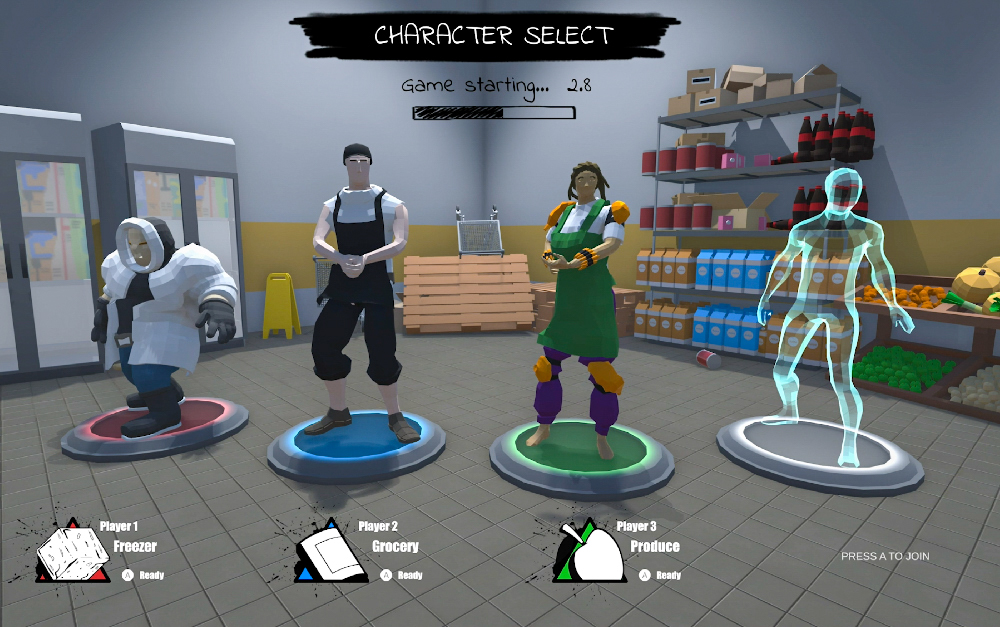 CHARACTER SELECT
Game starting... 2.8
Player 1
Freezer
A Ready
Player 2
Grocery
A Ready
Player 3
Produce
A Ready
PRESS A TO JOIN